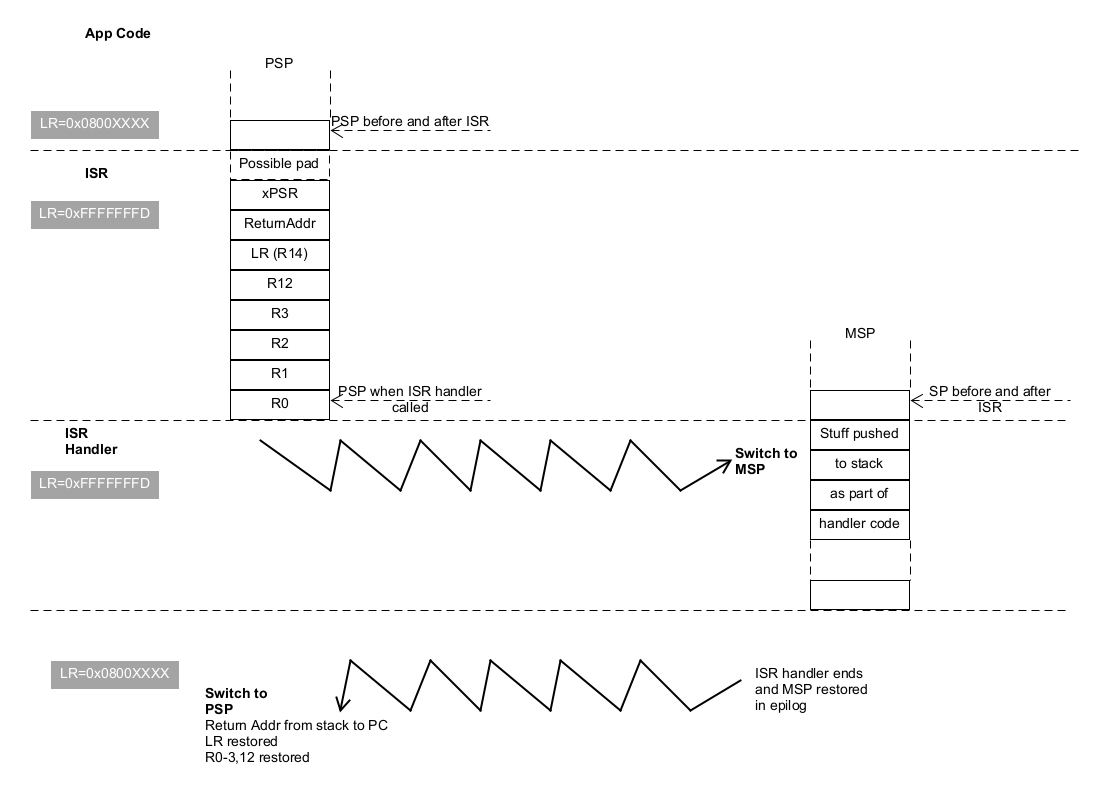 App Code
PSP
LR=0x0800XXXX
PSP before and after ISR
Possible pad
ISR
xPSR
LR=0xFFFFFFFD
ReturnAddr
LR (R14)
R12
R3
MSP
R2
R1
PSP when ISR handler
called
SP before and after
ISR
R0
ISR
Handler
Stuff pushed
Switch to
MSP
to stack
LR=0xFFFFFFFD
as part of
handler code
LR=0x0800XXXX
ISR handler ends
and MSP restored
in epilog
Switch to
PSP
Return Addr from stack to PC
LR restored
R0-3,12 restored